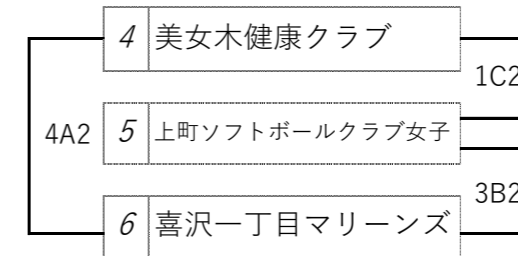 4 美女木健康クラブ
1C2
4A2 5 上町ソフトボールクラブ女子
3B2
6 喜沢一丁目マリーンズ